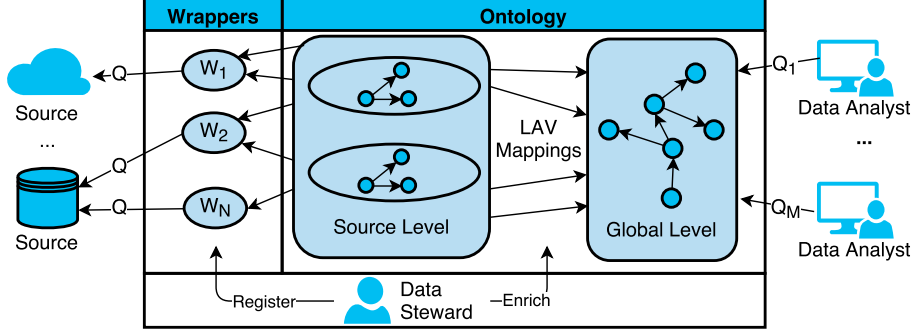 Wrappers
Ontology
Source
...
Source
Q
Q
Q
W1
W2
WN
Source Level
LAV
Mappings
Global Level
Q1
QM
Data Analyst
...
Data Analyst
Register
Data
Steward
Enrich